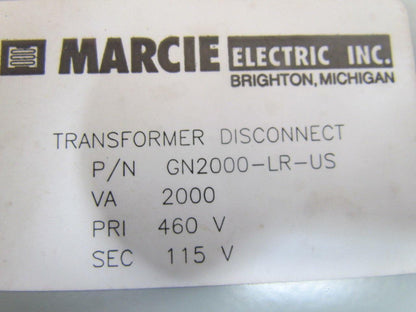 MARCIE ELECTRIC INC.
BRIGHTON, MICHIGAN
TRANSFORMER DISCONNECT
P/N GN2000-LR-US
VA 2000
PRI 460 V
SEC 115 V